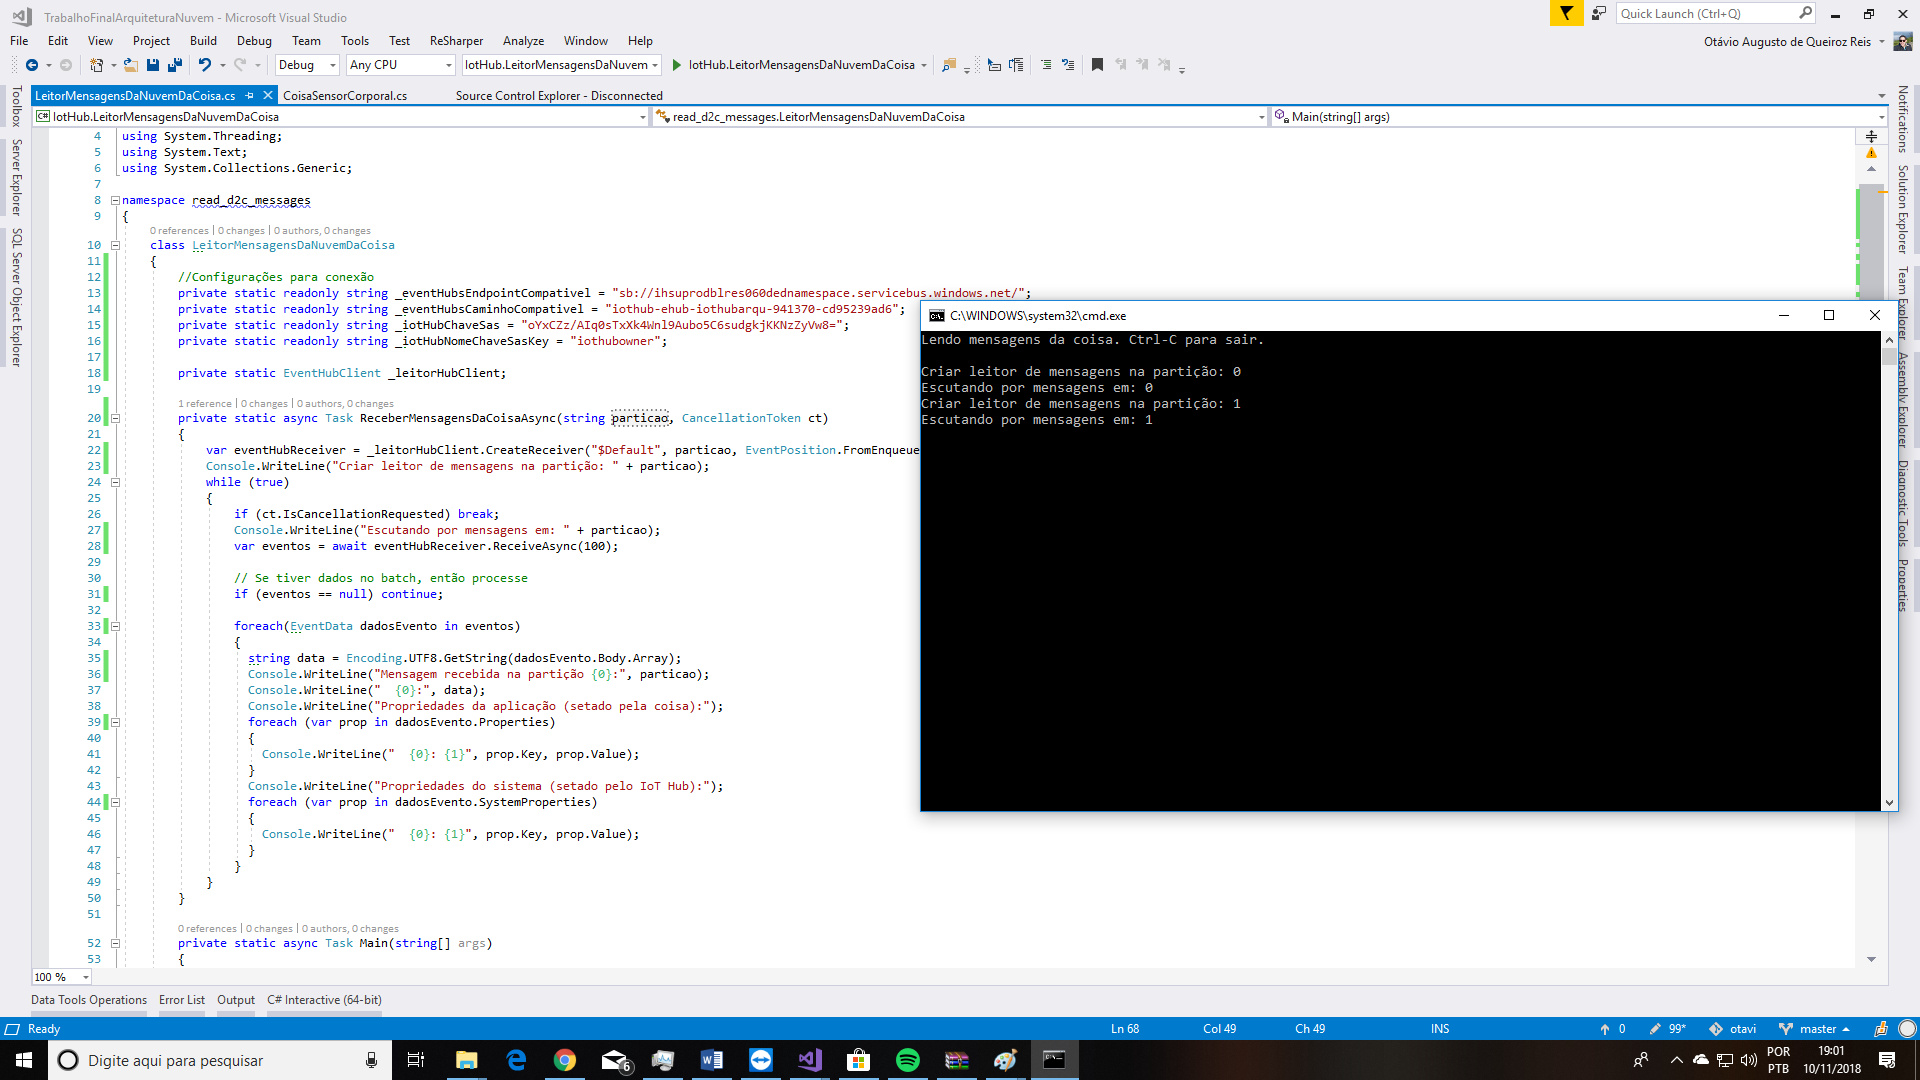 TrabalhoFinalArquiteturaNuvem - Microsoft Visual Studio
Quick Launch (Ctrl+Q)
File Edit View Project Build Debug Team Tools Test ReSharper Analyze Window Help
Otávio Augusto de Queiroz Reis
Debug Any CPU IotHub.LeitorMensagensDaNuvem IotHub.LeitorMensagensDaNuvemDaCoisa
LeitorMensagensDaNuvemDaCoisa.cs CoisaSensorCorporal.cs Source Control Explorer - Disconnected
C# IotHub.LeitorMensagensDaNuvemDaCoisa read_d2c_messages.LeitorMensagensDaNuvemDaCoisa Main(string[] args)
Toolbox
Server Explorer
SQL Server Object Explorer
4 using System.Threading;
5 using System.Text;
6 using System.Collections.Generic;
7
8 namespace read_d2c_messages
9 {
0 references | 0 changes | 0 authors, 0 changes
10 class LeitorMensagensDaNuvemDaCoisa
11 {
12 //Configurações para conexão
13 private static readonly string _eventHubsEndpointCompativel = "sb://ihsuprodblres060dednamespace.servicebus.windows.net/";
14 private static readonly string _eventHubsCaminhoCompativel = "iothub-ehub-iothubarqu-941370-cd95239ad6";
15 private static readonly string _iotHubChaveSas = "oYxCZz/AIq0sTxXk4Wnl9Aubo5C6sudgkjKKNzZyVw8=";
16 private static readonly string _iotHubNomeChaveSasKey = "iothubowner";
17
18 private static EventHubClient _leitorHubClient;
19
1 reference | 0 changes | 0 authors, 0 changes
20 private static async Task ReceberMensagensDaCoisaAsync(string particao, CancellationToken ct)
21 {
22 var eventHubReceiver = _leitorHubClient.CreateReceiver("$Default", particao, EventPosition.FromEnqueue
23 Console.WriteLine("Criar leitor de mensagens na partição: " + particao);
24 while (true)
25 {
26 if (ct.IsCancellationRequested) break;
27 Console.WriteLine("Escutando por mensagens em: " + particao);
28 var eventos = await eventHubReceiver.ReceiveAsync(100);
29
30 // Se tiver dados no batch, então processe
31 if (eventos == null) continue;
32
33 foreach(EventData dadosEvento in eventos)
34 {
35 string data = Encoding.UTF8.GetString(dadosEvento.Body.Array);
36 Console.WriteLine("Mensagem recebida na partição {0}:", particao);
37 Console.WriteLine("  {0}:", data);
38 Console.WriteLine("Propriedades da aplicação (setado pela coisa):");
39 foreach (var prop in dadosEvento.Properties)
40 {
41 Console.WriteLine("  {0}: {1}", prop.Key, prop.Value);
42 }
43 Console.WriteLine("Propriedades do sistema (setado pelo IoT Hub):");
44 foreach (var prop in dadosEvento.SystemProperties)
45 {
46 Console.WriteLine("  {0}: {1}", prop.Key, prop.Value);
47 }
48 }
49 }
50 }
51
0 references | 0 changes | 0 authors, 0 changes
52 private static async Task Main(string[] args)
53 {
C:\WINDOWS\system32\cmd.exe
Lendo mensagens da coisa. Ctrl-C para sair.
Criar leitor de mensagens na partição: 0
Escutando por mensagens em: 0
Criar leitor de mensagens na partição: 1
Escutando por mensagens em: 1
Notifications
Solution Explorer
Team Explorer
Assembly Explorer
Diagnostic Tools
Properties
100 %
Data Tools Operations Error List Output C# Interactive (64-bit)
Ready Ln 68 Col 49 Ch 49 INS 0 99* otavi master
Digite aqui para pesquisar
6
POR
PTB
19:01
10/11/2018